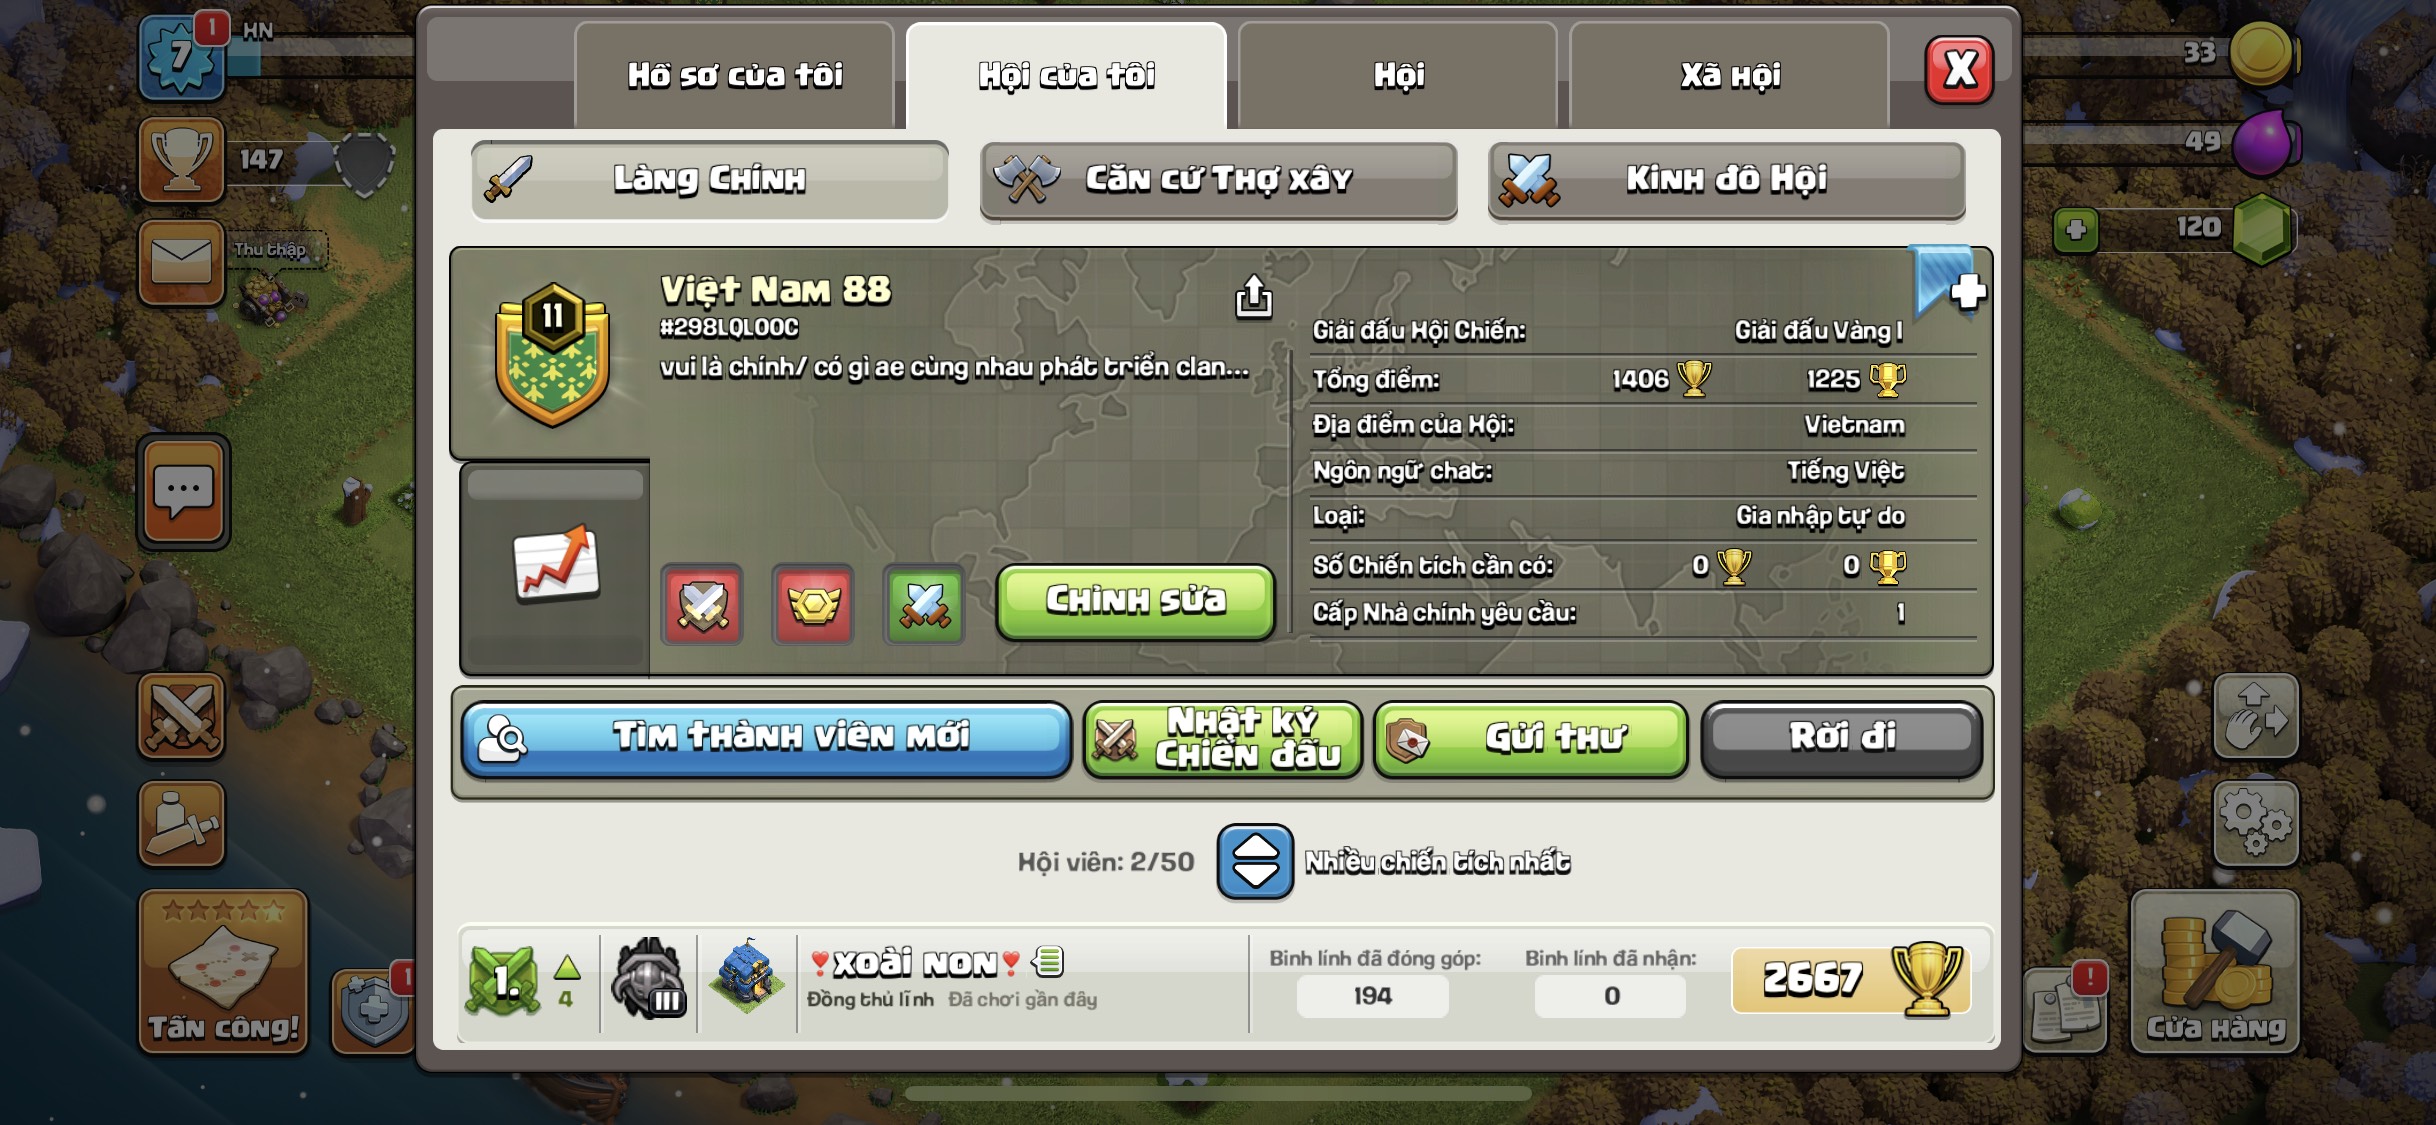 7
1
HN
Hồ sơ của tôi
Hội của tôi
Hội
Xã hội
X
33
147
49
Làng Chính
Căn cứ Thợ xây
Kinh đô Hội
Thu thập
120
11
Việt Nam 88
#298LQLOOC
vui là chính/ có gì ae cùng nhau phát triển clan...
Giải đấu Hội Chiến:
Giải đấu Vàng I
Tổng điểm:
1406
1225
Địa điểm của Hội:
Vietnam
Ngôn ngữ chat:
Tiếng Việt
Loại:
Gia nhập tự do
Số Chiến tích cần có:
0
0
Cấp Nhà chính yêu cầu:
1
Chỉnh sửa
Tìm thành viên mới
Nhật ký
Chiến đấu
Gửi thư
Rời đi
Hội viên: 2/50
Nhiều chiến tích nhất
1.
4
III
❣XOÀI NON❣
Đồng thủ lĩnh Đã chơi gần đây
Binh lính đã đóng góp:
194
Binh lính đã nhận:
0
2667
Tấn công!
1
!
Cửa hàng